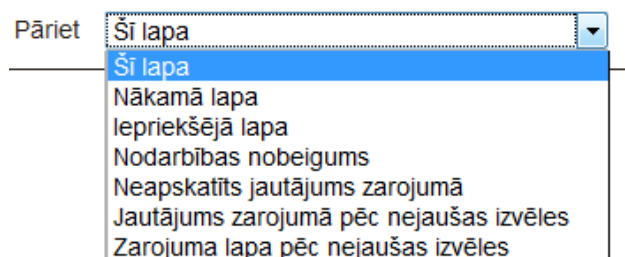 Pāriet Šī lapa
Šī lapa
Nākamā lapa
Iepriekšējā lapa
Nodarbības nobeigums
Neapskatīts jautājums zarojumā
Jautājums zarojumā pēc nejaušas izvēles
Zarojuma lapa pēc nejaušas izvēles